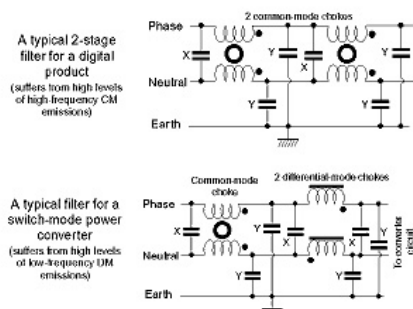 A typical 2-stage
filter for a digital
product
(suffers from high levels
of high-frequency CM
emissions)
2 common-mode chokes
Phase
X
Y
X
Y
Neutral
Y
Y
Earth
A typical filter for a
switch-mode power
converter
(suffers from high levels
of low-frequency DM
emissions)
Common-mode
choke
2 differential-mode chokes
Phase
X
Y
X
Y
Neutral
Y
Y
Earth
To converter
circuit